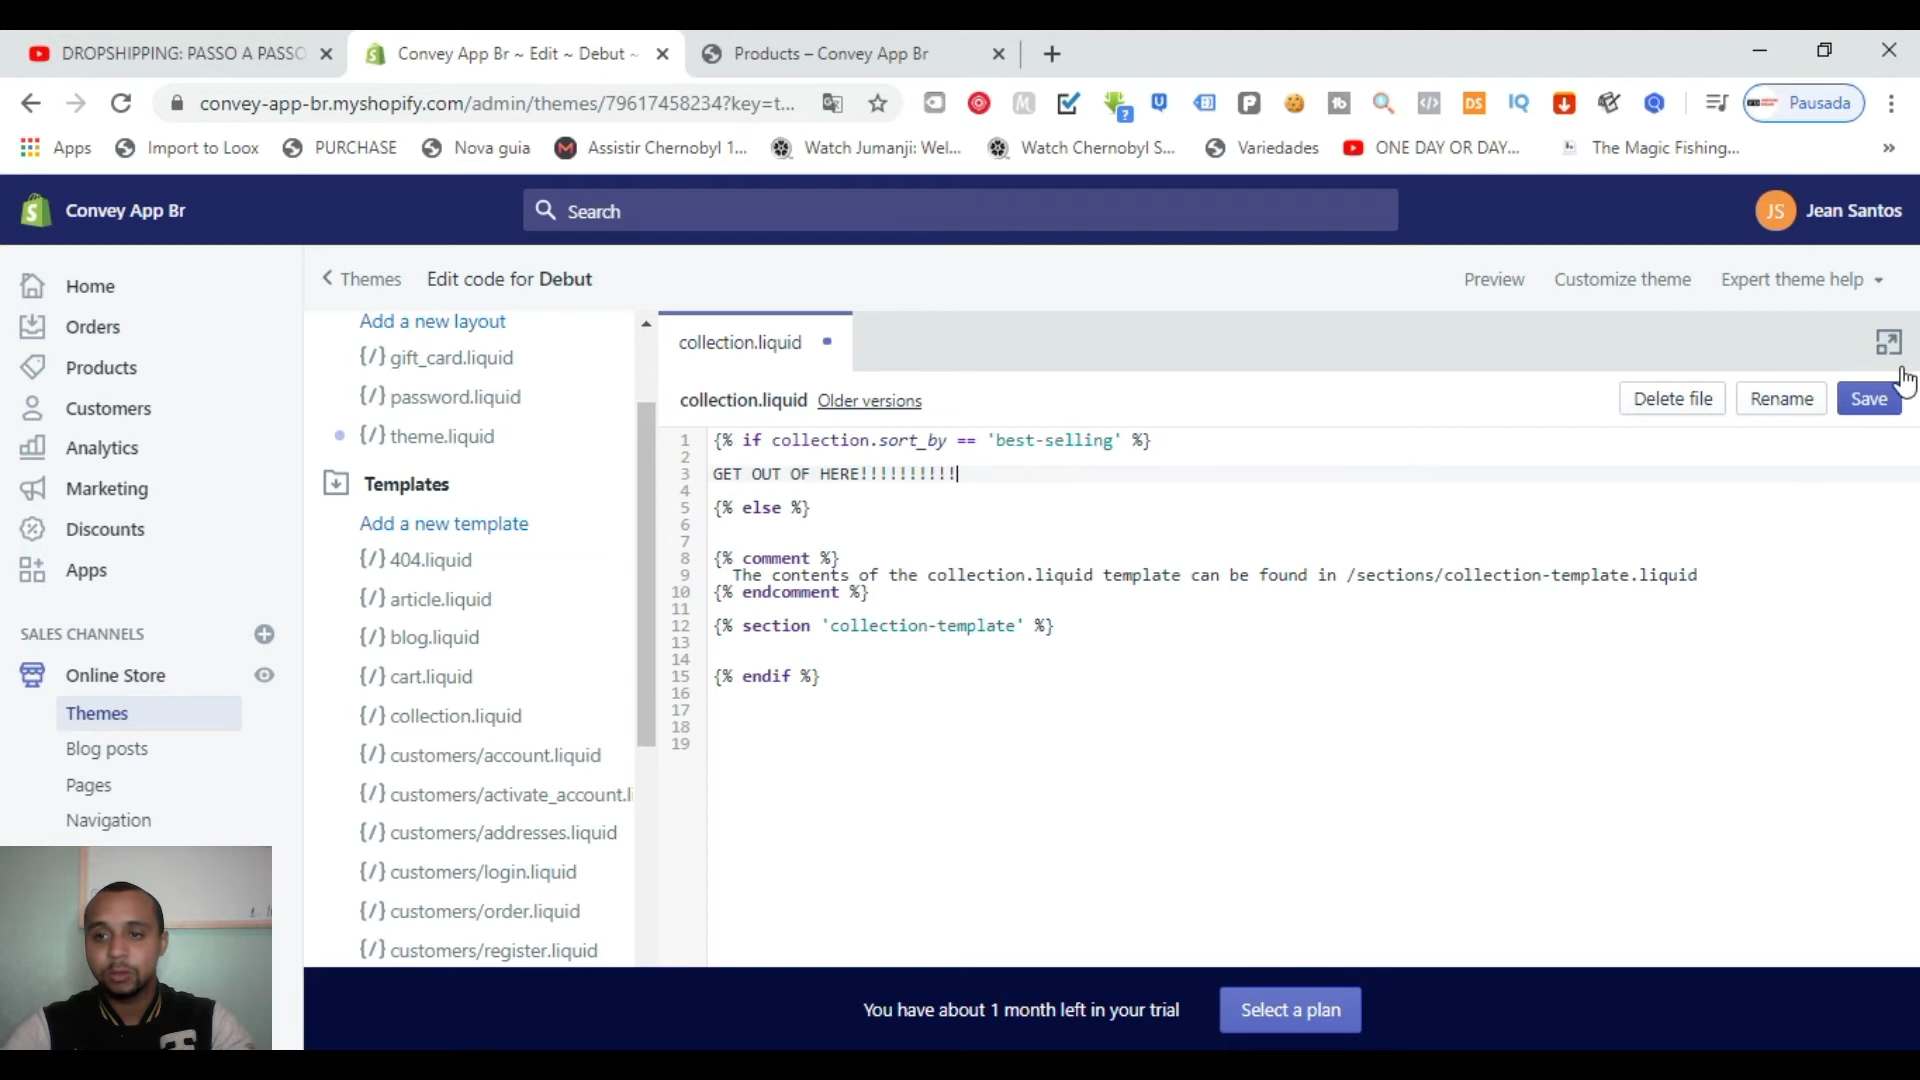 DROPSHIPPING: PASSO A PASSO
Convey App Br ~ Edit ~ Debut ~
Products – Convey App Br
convey-app-br.myshopify.com/admin/themes/79617458234?key=t...
Pausada
Apps
Import to Loox
PURCHASE
Nova guia
Assistir Chernobyl 1...
Watch Jumanji: Wel...
Watch Chernobyl S...
Variedades
ONE DAY OR DAY...
The Magic Fishing...
»
Convey App Br
Search
JS
Jean Santos
Home
Orders
Products
Customers
Analytics
Marketing
Discounts
Apps
SALES CHANNELS
Online Store
Themes
Blog posts
Pages
Navigation
Themes
Edit code for Debut
Preview
Customize theme
Expert theme help
Add a new layout
{/} gift_card.liquid
{/} password.liquid
{/} theme.liquid
Templates
Add a new template
{/} 404.liquid
{/} article.liquid
{/} blog.liquid
{/} cart.liquid
{/} collection.liquid
{/} customers/account.liquid
{/} customers/activate_account.li
{/} customers/addresses.liquid
{/} customers/login.liquid
{/} customers/order.liquid
{/} customers/register.liquid
collection.liquid
collection.liquid Older versions
Delete file
Rename
Save
1 {% if collection.sort_by == 'best-selling' %}
2
3 GET OUT OF HERE!!!!!!!!!!
4
5 {% else %}
6
7
8 {% comment %}
9 The contents of the collection.liquid template can be found in /sections/collection-template.liquid
10 {% endcomment %}
11
12 {% section 'collection-template' %}
13
14
15 {% endif %}
16
17
18
19
You have about 1 month left in your trial
Select a plan